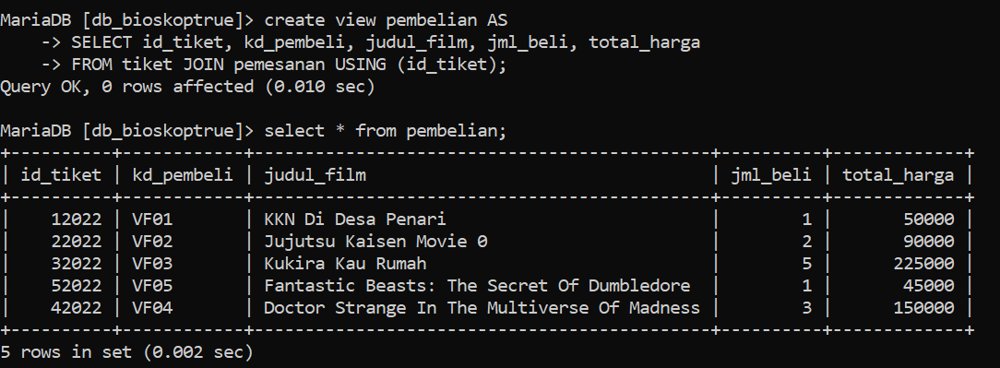 MariaDB [db_bioskoptrue]> create view pembelian AS
    -> SELECT id_tiket, kd_pembeli, judul_film, jml_beli, total_harga
    -> FROM tiket JOIN pemesanan USING (id_tiket);
Query OK, 0 rows affected (0.010 sec)

MariaDB [db_bioskoptrue]> select * from pembelian;
+----------+------------+-----------------------------------------+----------+-------------+
| id_tiket | kd_pembeli | judul_film                              | jml_beli | total_harga |
+----------+------------+-----------------------------------------+----------+-------------+
|    12022 | VF01       | KKN Di Desa Penari                      |        1 |       50000 |
|    22022 | VF02       | Jujutsu Kaisen Movie 0                  |        2 |       90000 |
|    32022 | VF03       | Kukira Kau Rumah                        |        5 |      225000 |
|    52022 | VF05       | Fantastic Beasts: The Secret Of Dumbledore |        1 |       45000 |
|    42022 | VF04       | Doctor Strange In The Multiverse Of Madness |        3 |      150000 |
+----------+------------+-----------------------------------------+----------+-------------+
5 rows in set (0.002 sec)